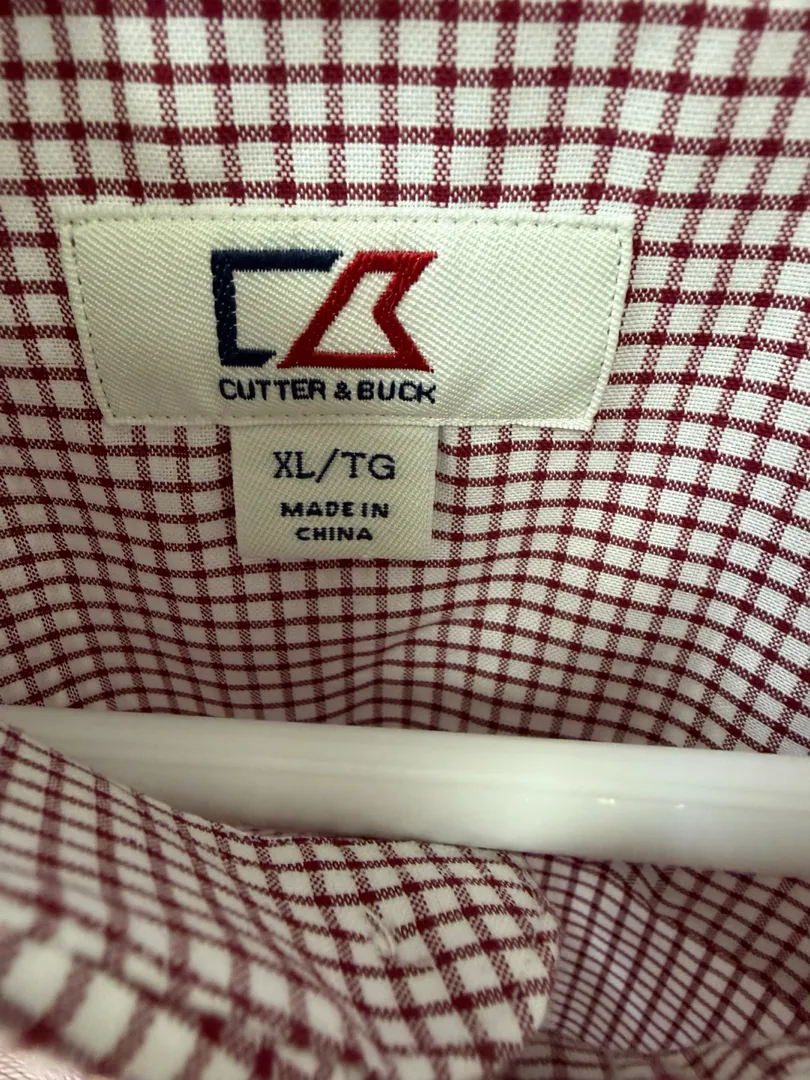 CUTTER & BUCK
XL/TG
MADE IN
CHINA